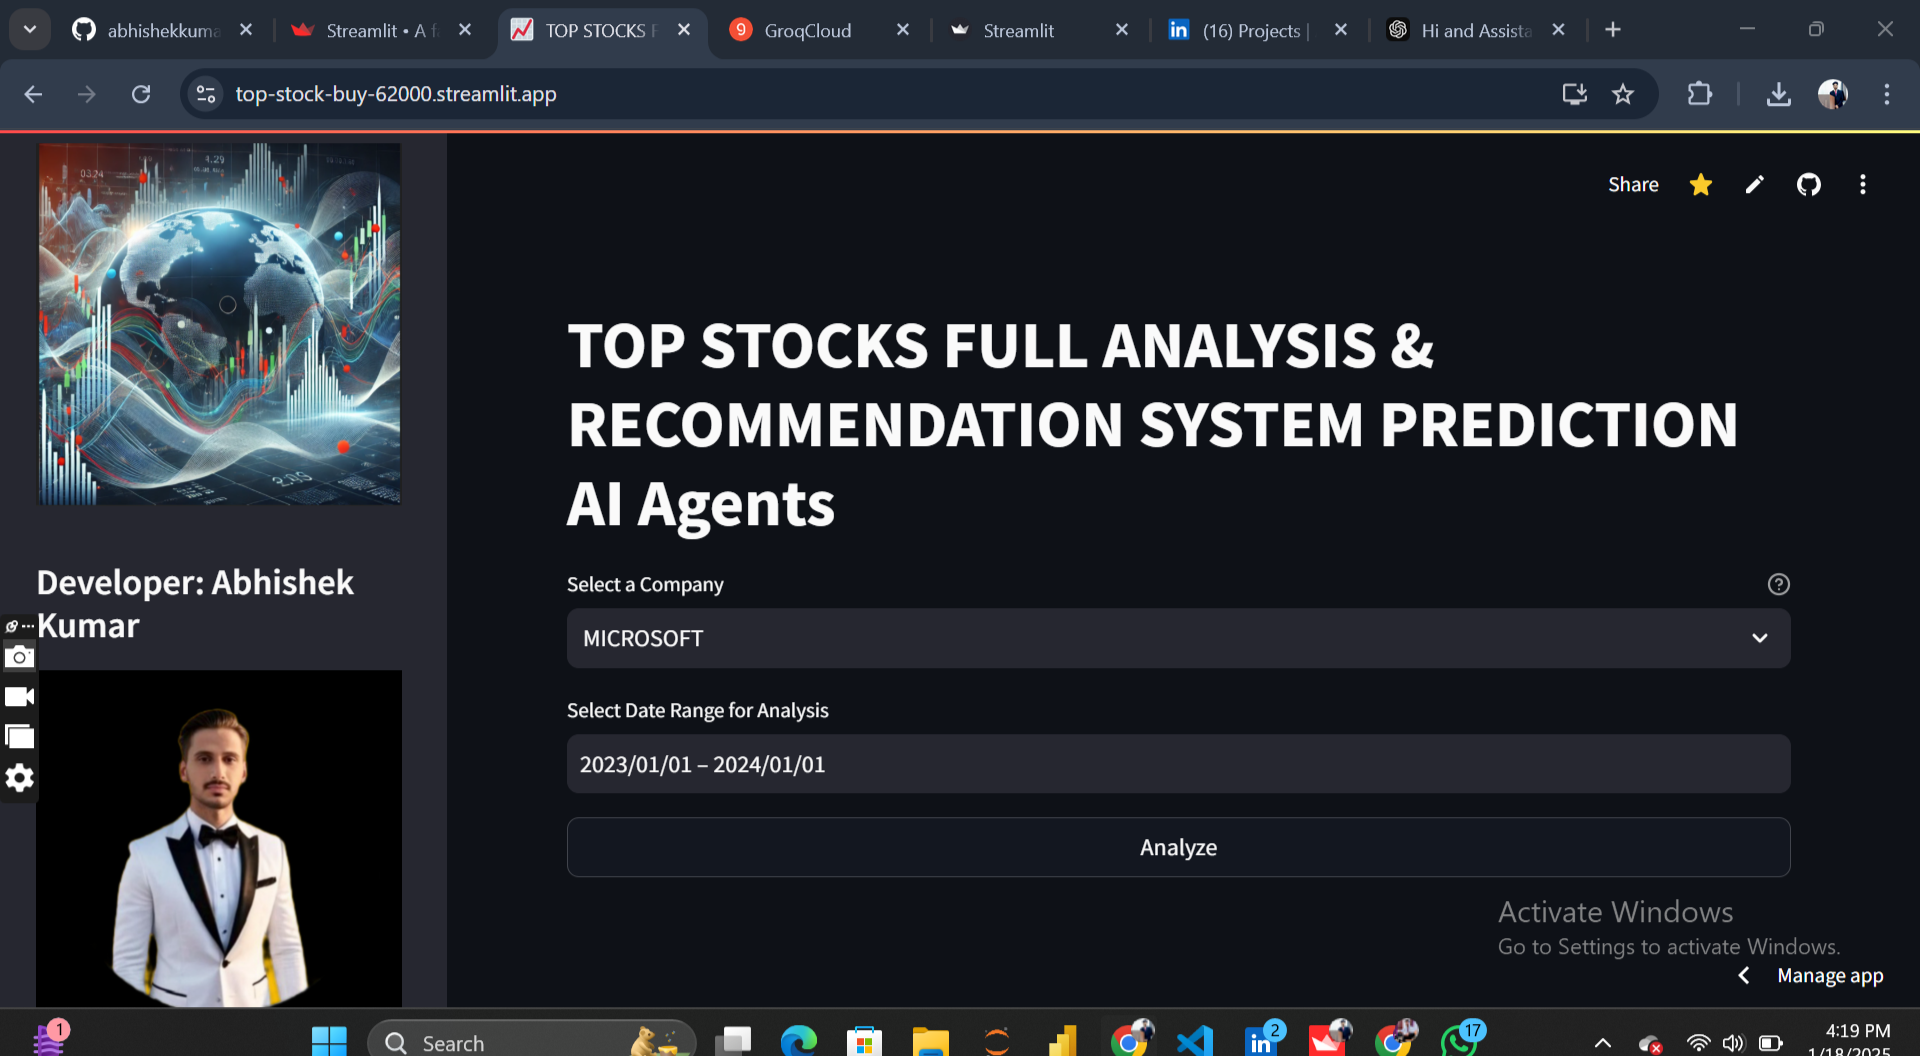 abhishekkuma
Streamlit • A f
TOP STOCKS F
GroqCloud
Streamlit
(16) Projects |
Hi and Assista
top-stock-buy-62000.streamlit.app
Share
TOP STOCKS FULL ANALYSIS &
RECOMMENDATION SYSTEM PREDICTION
AI Agents
Developer: Abhishek
Kumar
Select a Company
MICROSOFT
Select Date Range for Analysis
2023/01/01 – 2024/01/01
Analyze
Activate Windows
Go to Settings to activate Windows.
Manage app
1
Search
2
17
4:19 PM
1/18/2025